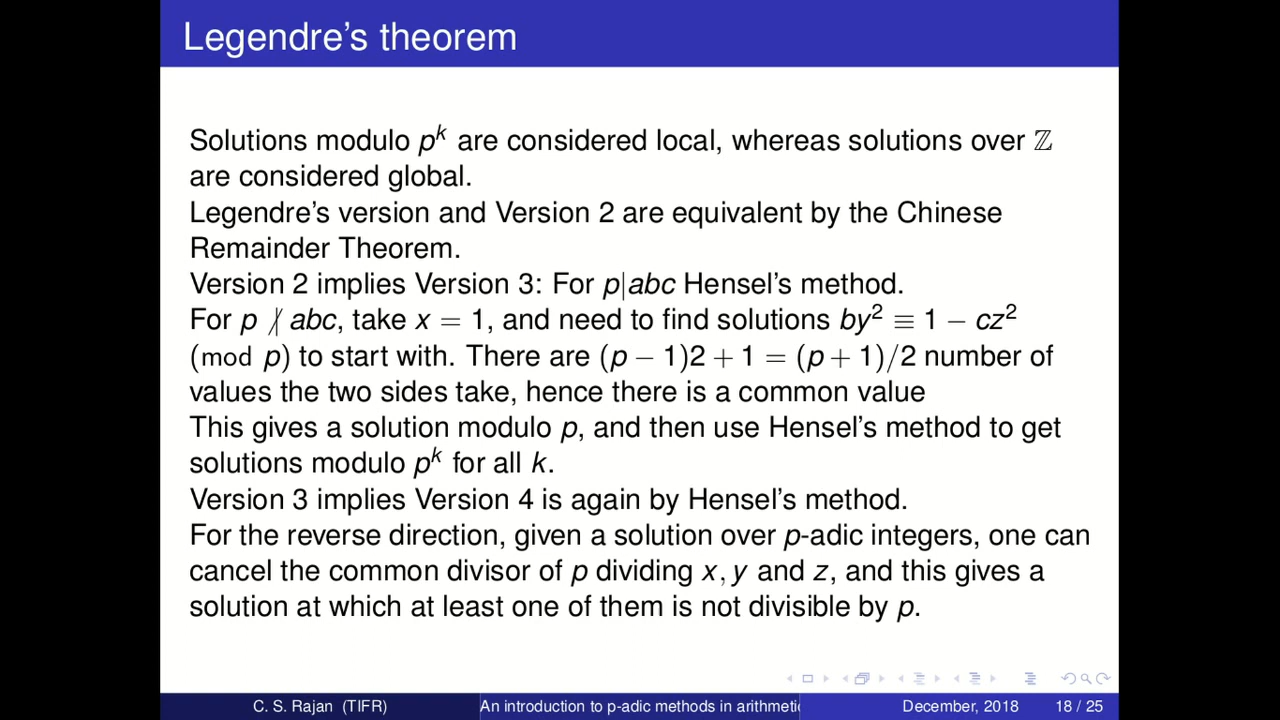 Legendre's theorem
Solutions modulo p^k are considered local, whereas solutions over ℤ
are considered global.
Legendre's version and Version 2 are equivalent by the Chinese
Remainder Theorem.
Version 2 implies Version 3: For p|abc Hensel's method.
For p ∤ abc, take x = 1, and need to find solutions by² ≡ 1 − cz²
(mod p) to start with. There are (p − 1)2 + 1 = (p + 1)/2 number of
values the two sides take, hence there is a common value
This gives a solution modulo p, and then use Hensel's method to get
solutions modulo p^k for all k.
Version 3 implies Version 4 is again by Hensel's method.
For the reverse direction, given a solution over p-adic integers, one can
cancel the common divisor of p dividing x, y and z, and this gives a
solution at which at least one of them is not divisible by p.
C. S. Rajan (TIFR) An introduction to p-adic methods in arithmetic December, 2018 18 / 25